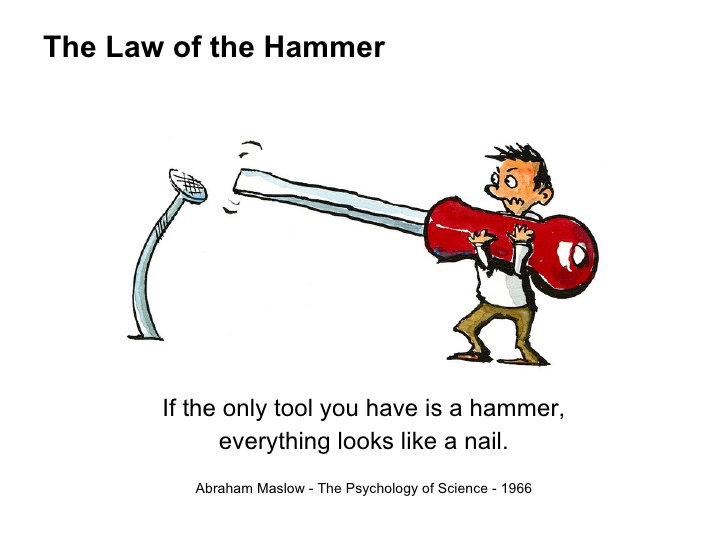 The Law of the Hammer
If the only tool you have is a hammer,
everything looks like a nail.
Abraham Maslow - The Psychology of Science - 1966